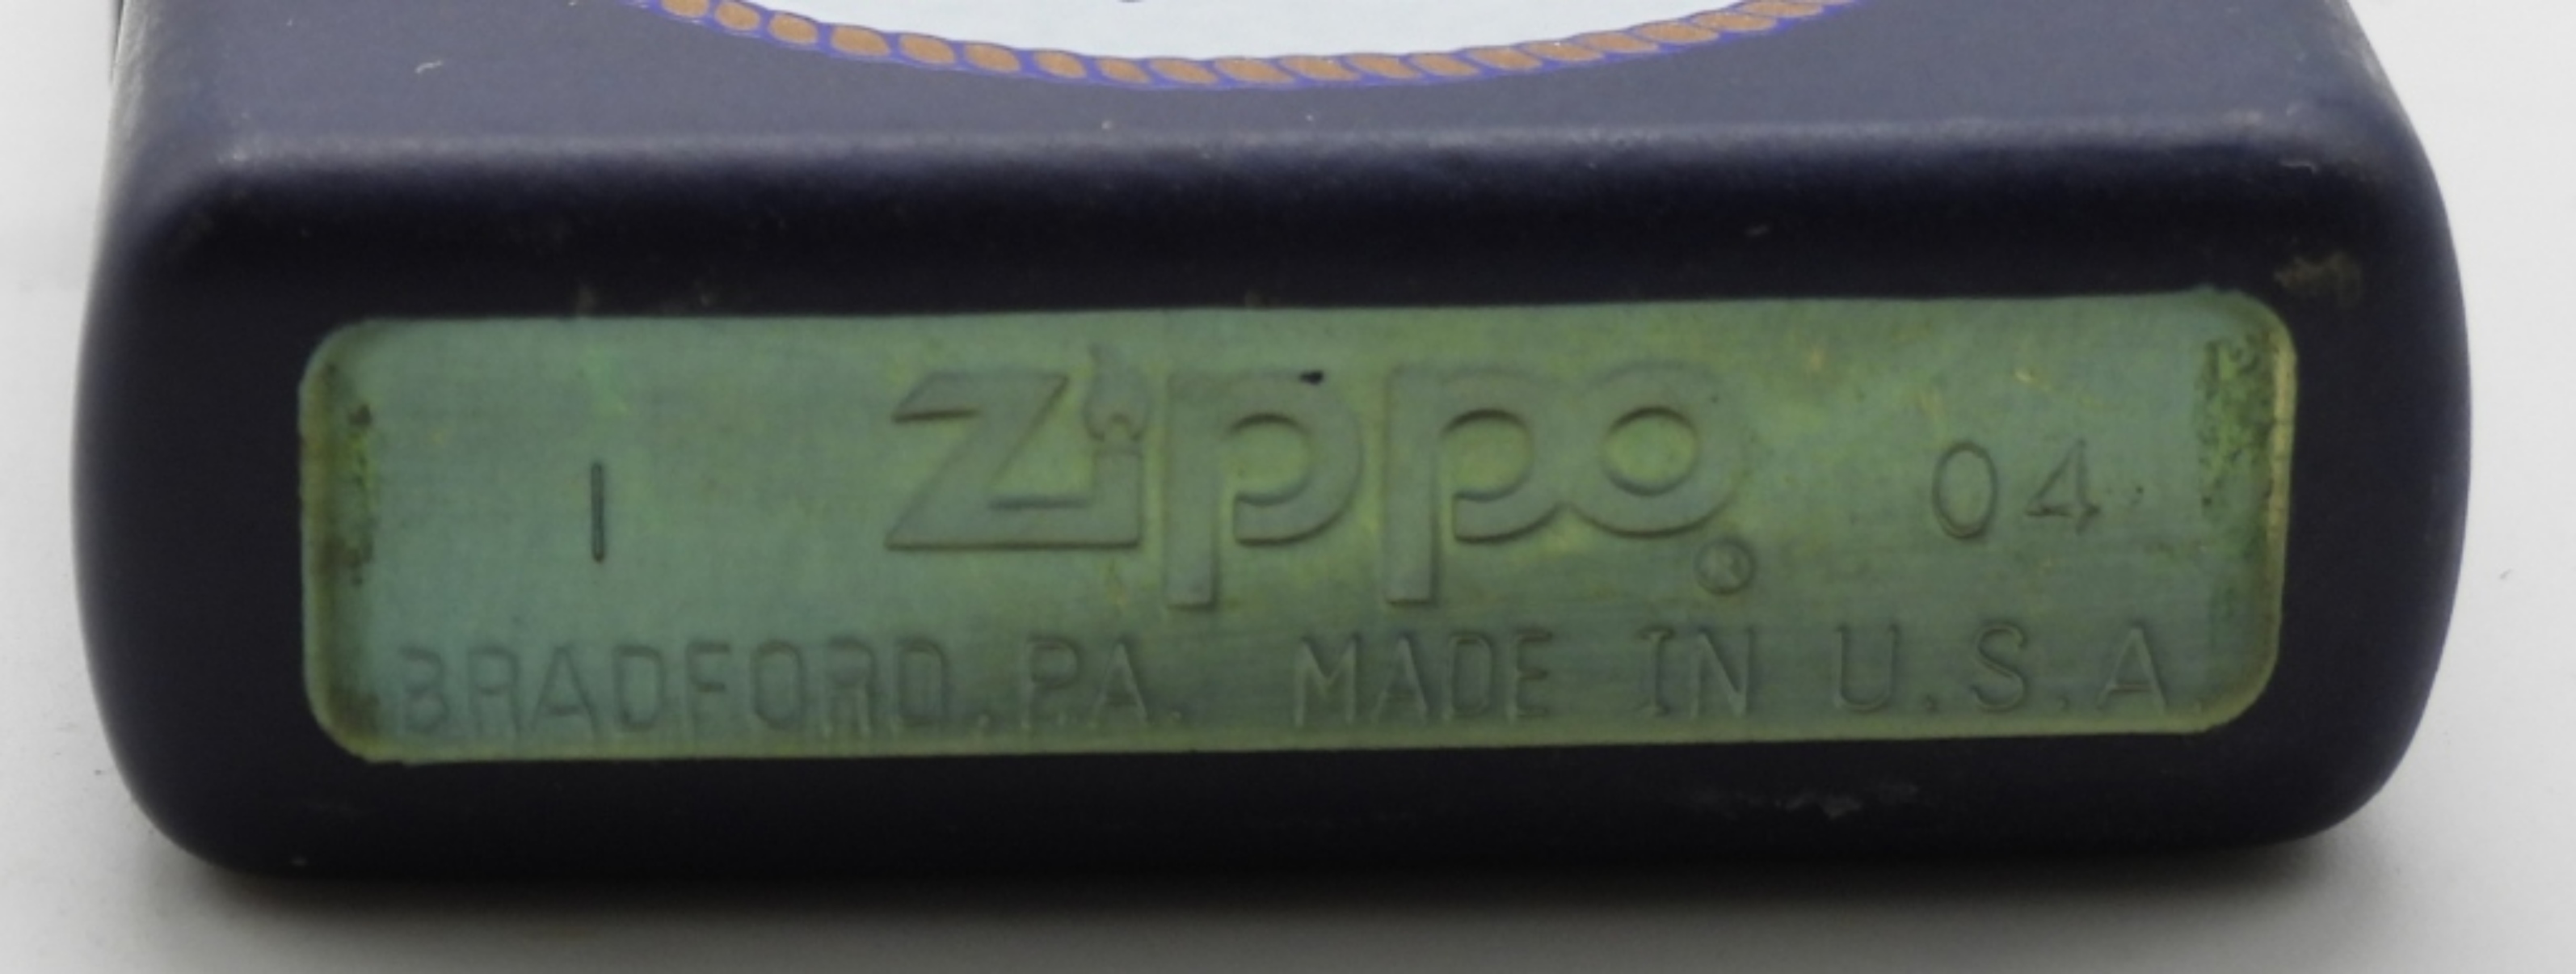 I Zippo ® 04
BRADFORD, PA. MADE IN U.S.A.